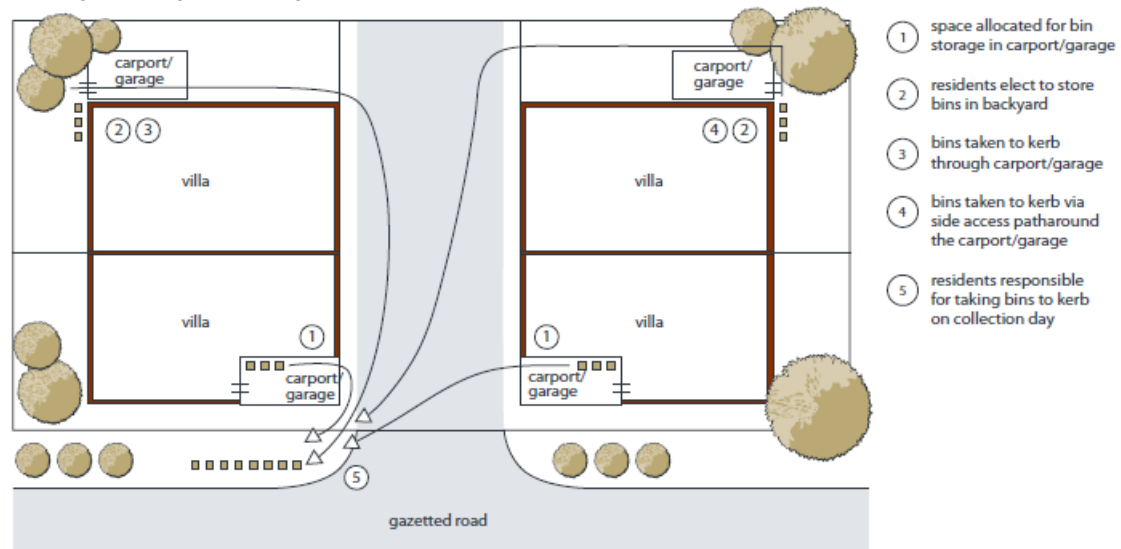 carport/
garage
carport/
garage
2 3
4 2
villa
villa
villa
villa
1
1
carport/
garage
carport/
garage
5
gazetted road
1
space allocated for bin
storage in carport/garage
2
residents elect to store
bins in backyard
3
bins taken to kerb
through carport/garage
4
bins taken to kerb via
side access patharound
the carport/garage
5
residents responsible
for taking bins to kerb
on collection day